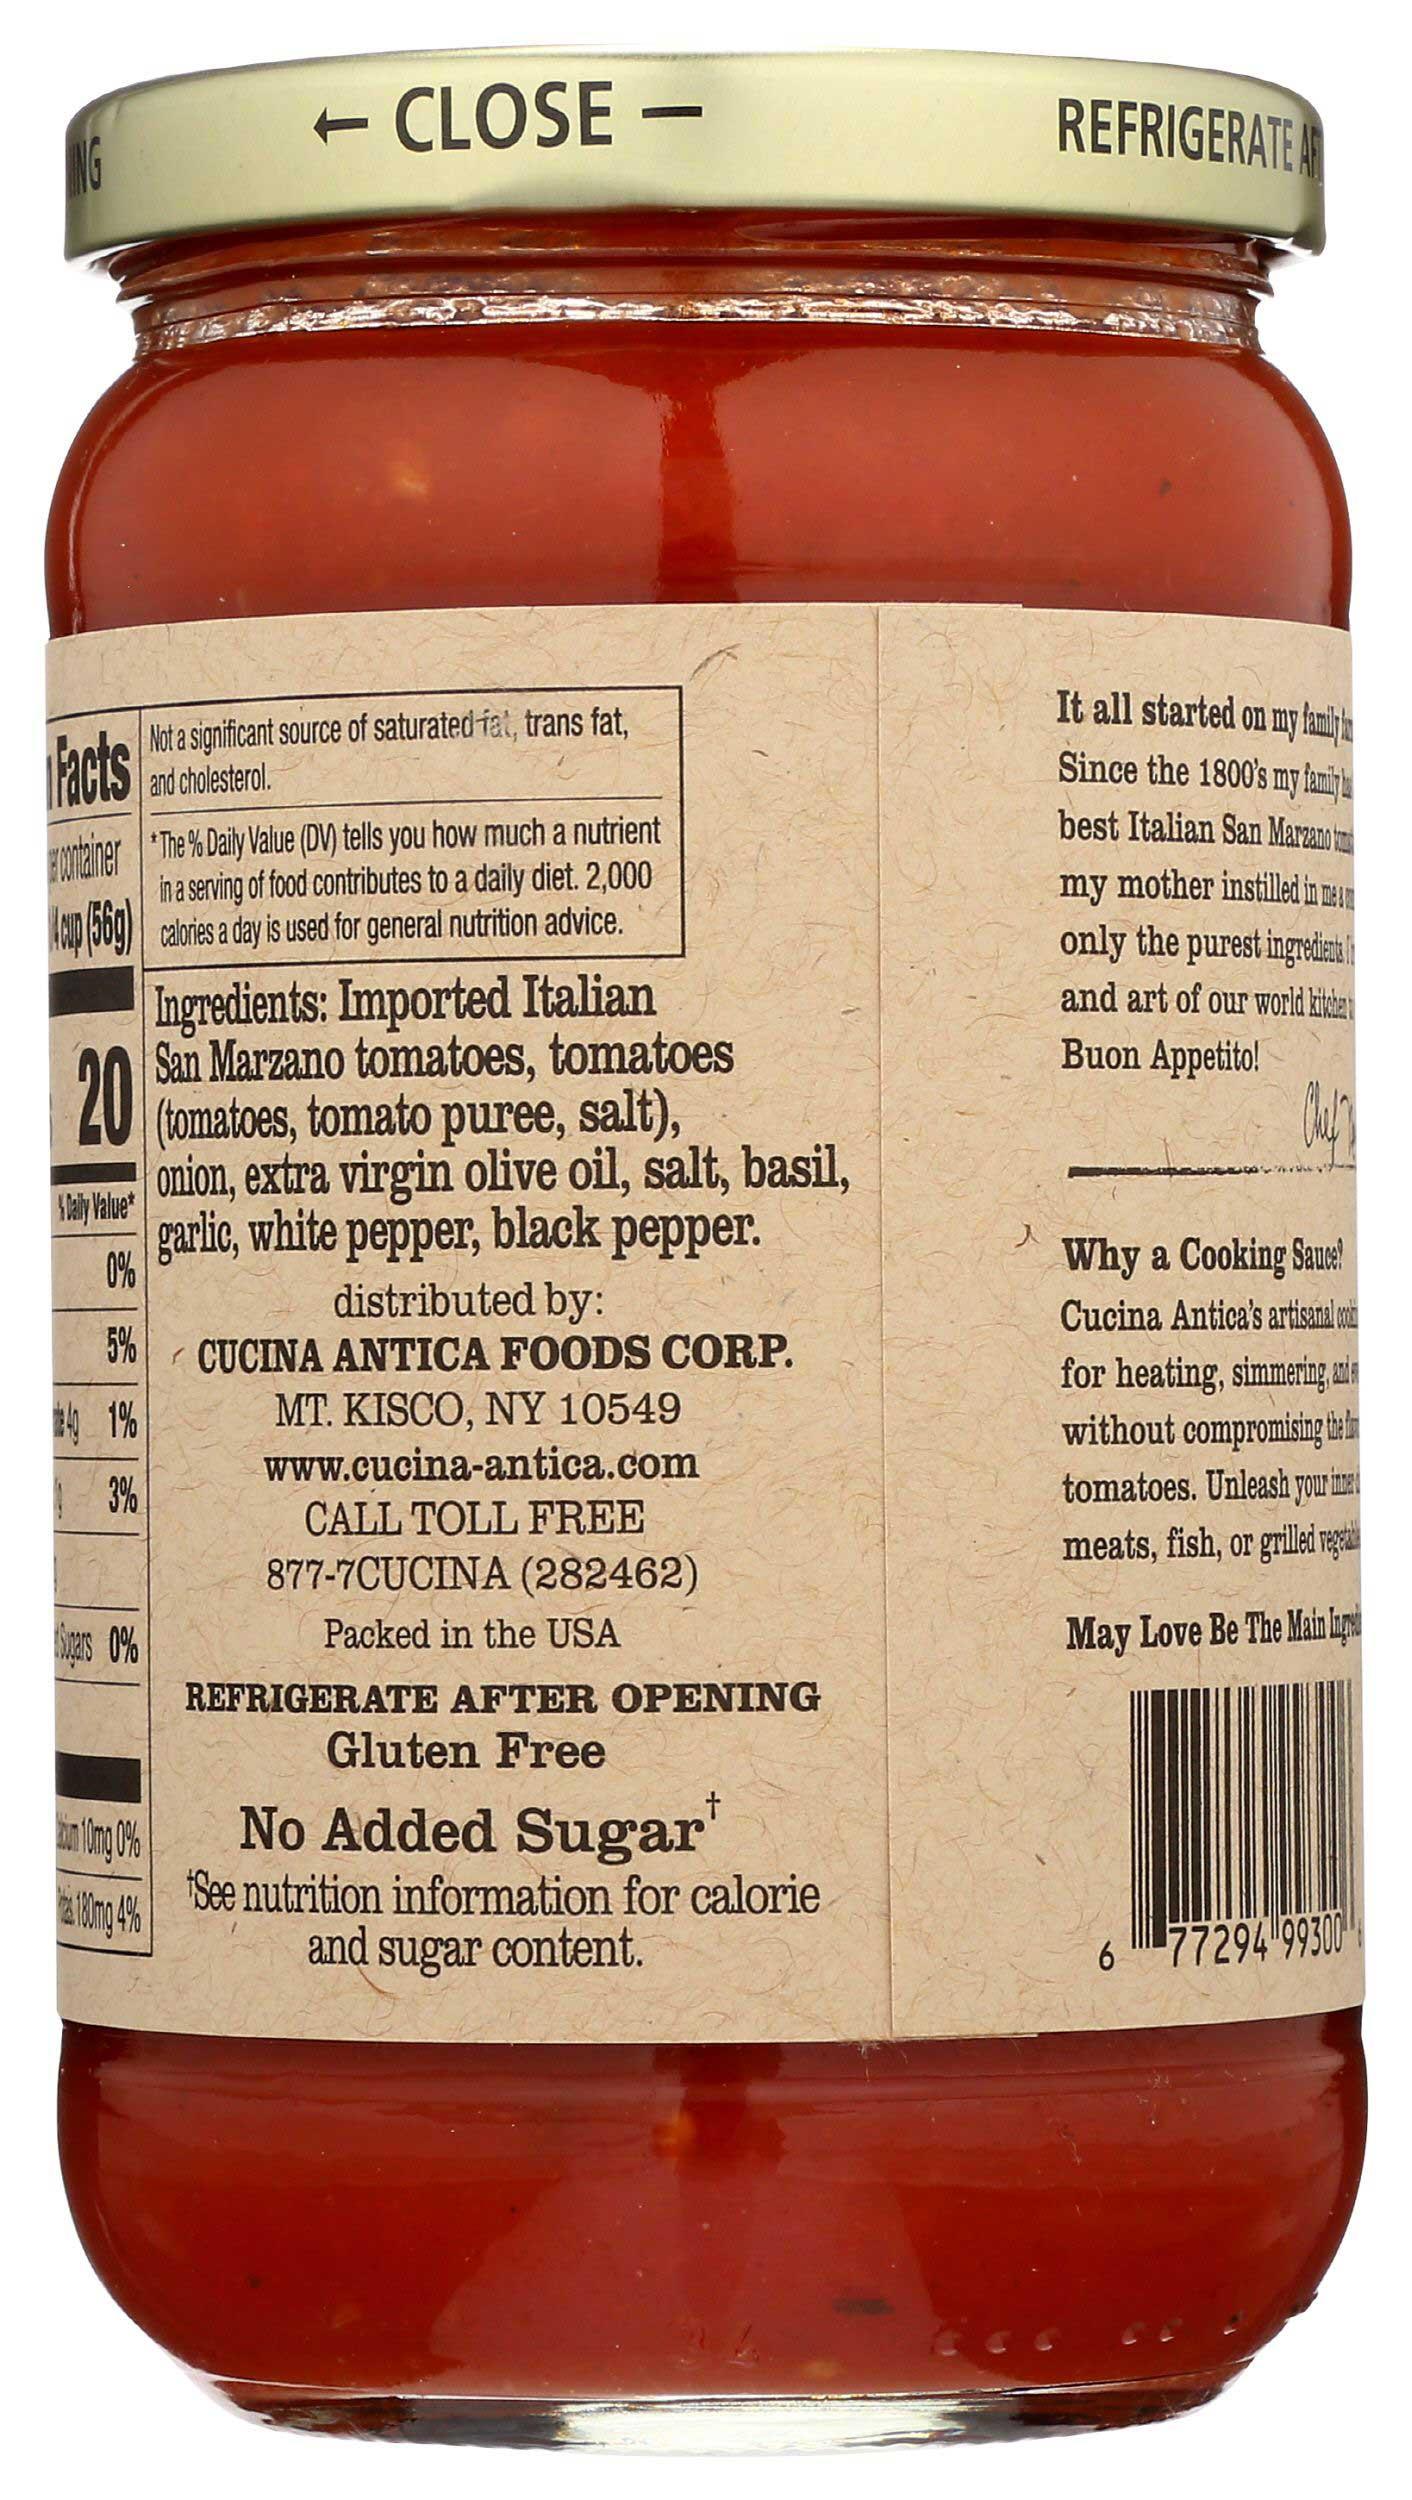 ← CLOSE –
REFRIGERATE
Facts
container
cup (56g)
20
% Daily Value*
0%
5%
4g 1%
3%
Sugars 0%
10mg 0%
180mg 4%
Not a significant source of saturated fat, trans fat,
and cholesterol.
*The % Daily Value (DV) tells you how much a nutrient
in a serving of food contributes to a daily diet. 2,000
calories a day is used for general nutrition advice.
Ingredients: Imported Italian
San Marzano tomatoes, tomatoes
(tomatoes, tomato puree, salt),
onion, extra virgin olive oil, salt, basil,
garlic, white pepper, black pepper.
distributed by:
CUCINA ANTICA FOODS CORP.
MT. KISCO, NY 10549
www.cucina-antica.com
CALL TOLL FREE
877-7CUCINA (282462)
Packed in the USA
REFRIGERATE AFTER OPENING
Gluten Free
No Added Sugar†
†See nutrition information for calorie
and sugar content.
It all started on my family
Since the 1800's my family
best Italian San Marzano
my mother instilled in me a
only the purest ingredients.
and art of our world kitchen
Buon Appetito!
Chef
Why a Cooking Sauce?
Cucina Antica's artisanal
for heating, simmering, and
without compromising the
tomatoes. Unleash your inner
meats, fish, or grilled
May Love Be The Main
6 77294 99300